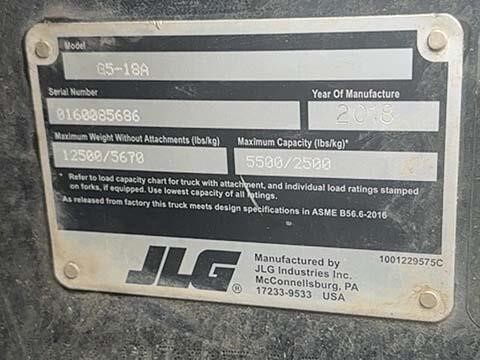 Model
G5-18A
Serial Number
0160085686
Year Of Manufacture
2018
Maximum Weight Without Attachments (lbs/kg)
12500/5670
Maximum Capacity (lbs/kg)*
5500/2500
* Refer to load capacity chart for truck with attachment, and individual load ratings stamped
on forks, if equipped. Use lowest capacity of all ratings.
As released from factory this truck meets design specifications in ASME B56.6-2016
JLG®
Manufactured by
JLG Industries Inc.
McConnellsburg, PA
17233-9533 USA
1001229575C